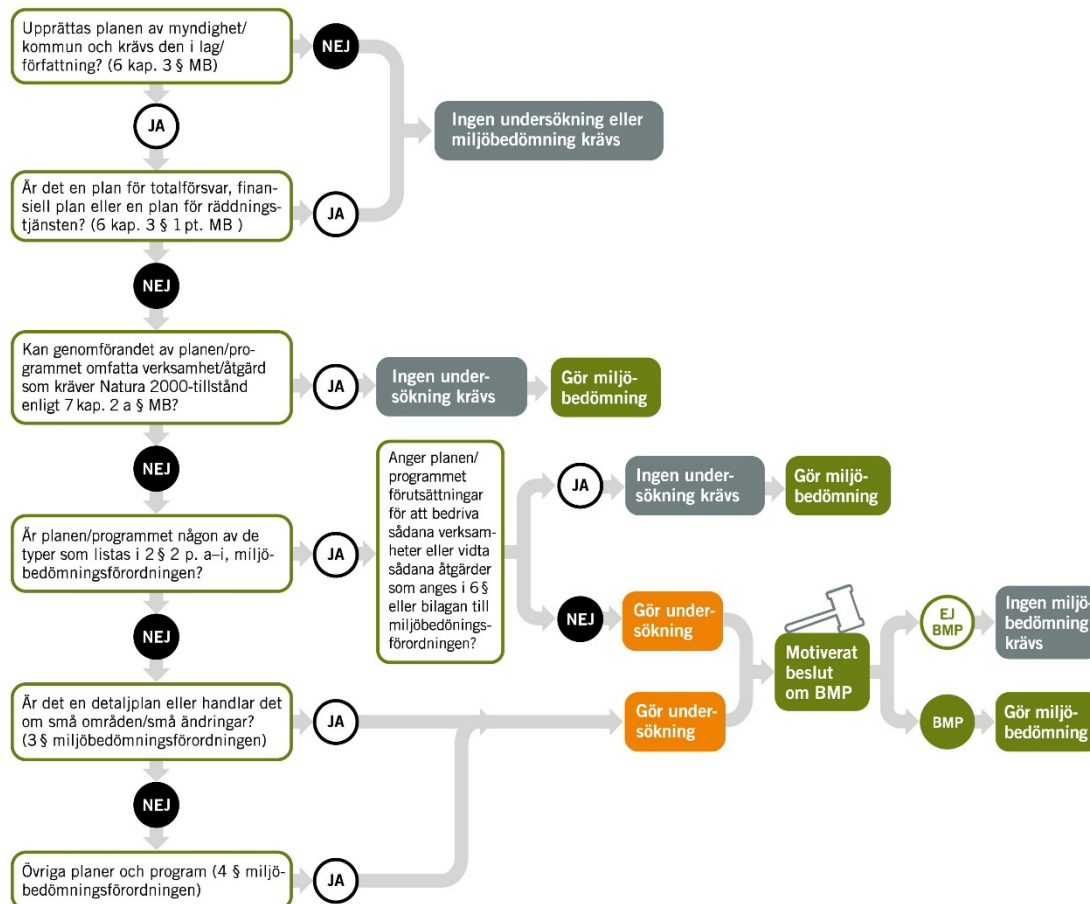 Upprättas planen av myndighet/
kommun och krävs den i lag/
författning? (6 kap. 3 § MB)
NEJ
JA
Ingen undersökning eller
miljöbedömning krävs
Är det en plan för totalförsvar, finan-
siell plan eller en plan för räddnings-
tjänsten? (6 kap. 3 § 1 pt. MB )
JA
NEJ
Kan genomförandet av planen/pro-
grammet omfatta verksamhet/åtgärd
som kräver Natura 2000-tillstånd
enligt 7 kap. 2 a § MB?
JA
Ingen under-
sökning krävs
Gör miljö-
bedömning
NEJ
Är planen/programmet någon av de
typer som listas i 2 § 2 p. a–i, miljö-
bedömningsförordningen?
JA
Anger planen/
programmet
förutsättningar
för att bedriva
sådana verksam-
heter eller vidta
sådana åtgärder
som anges i 6 §
eller bilagan till
miljöbedönings-
förordningen?
JA
Ingen under-
sökning krävs
Gör miljö-
bedömning
NEJ
Gör under-
sökning
Motiverat
beslut
om BMP
EJ
BMP
Ingen miljö-
bedömning
krävs
BMP
Gör miljö-
bedömning
NEJ
Är det en detaljplan eller handlar det
om små områden/små ändringar?
(3 § miljöbedömningsförordningen)
JA
Gör under-
sökning
NEJ
Övriga planer och program (4 § miljö-
bedömningsförordningen)
JA